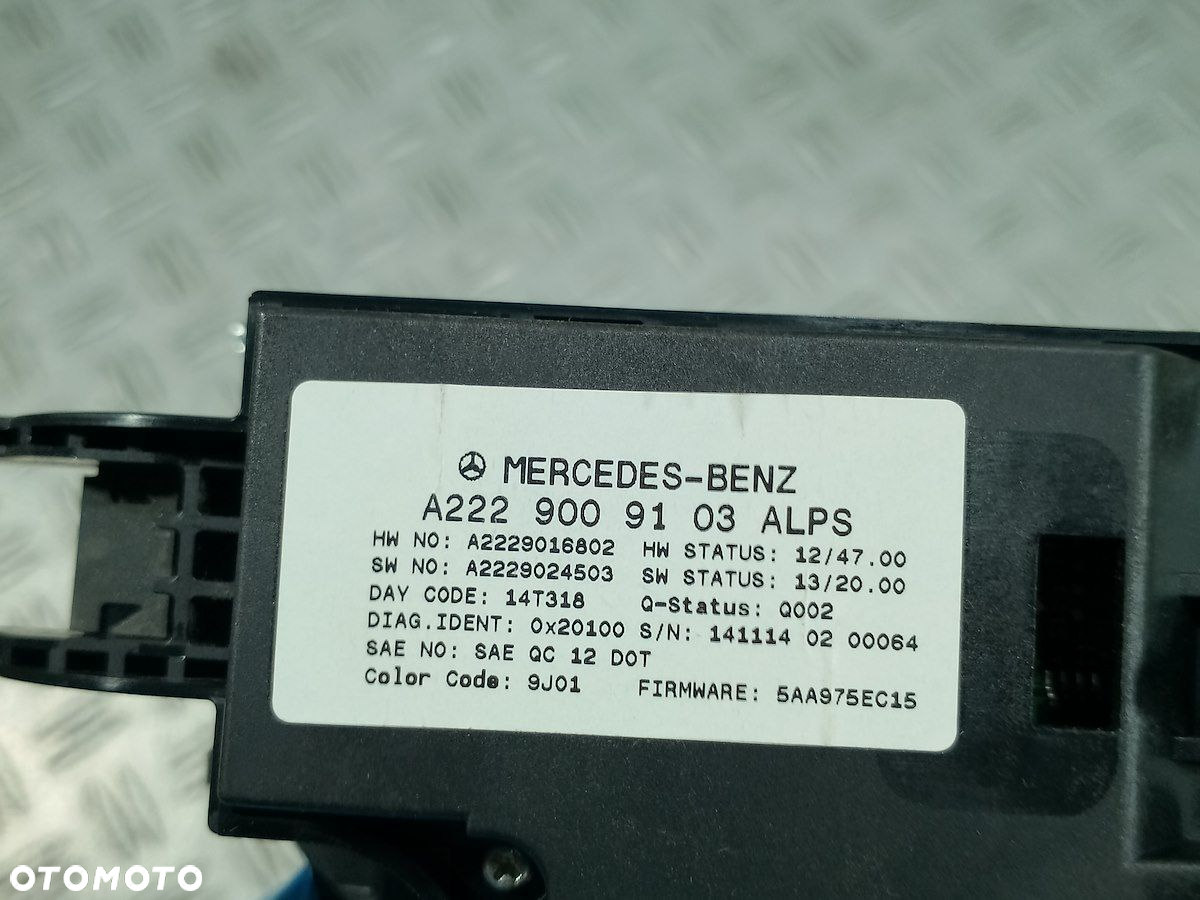 MERCEDES-BENZ
A222 900 91 03 ALPS
HW NO: A2229016802 HW STATUS: 12/47.00
SW NO: A2229024503 SW STATUS: 13/20.00
DAY CODE: 14T318 Q-Status: Q002
DIAG.IDENT: 0x20100 S/N: 141114 02 00064
SAE NO: SAE QC 12 DOT
Color Code: 9J01 FIRMWARE: 5AA975EC15
OTOMOTO